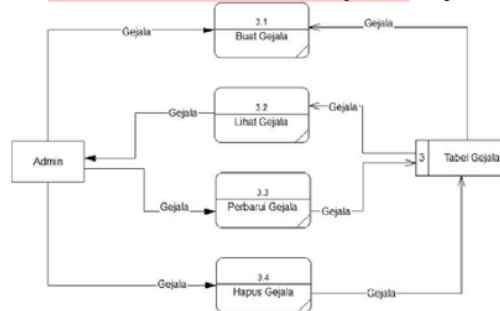 3.1
Buat Gejala
Gejala
Gejala
3.2
Lihat Gejala
Gejala
Gejala
Admin
3
Tabel Gejala
3.3
Perbarui Gejala
Gejala
Gejala
3.4
Hapus Gejala
Gejala
Gejala